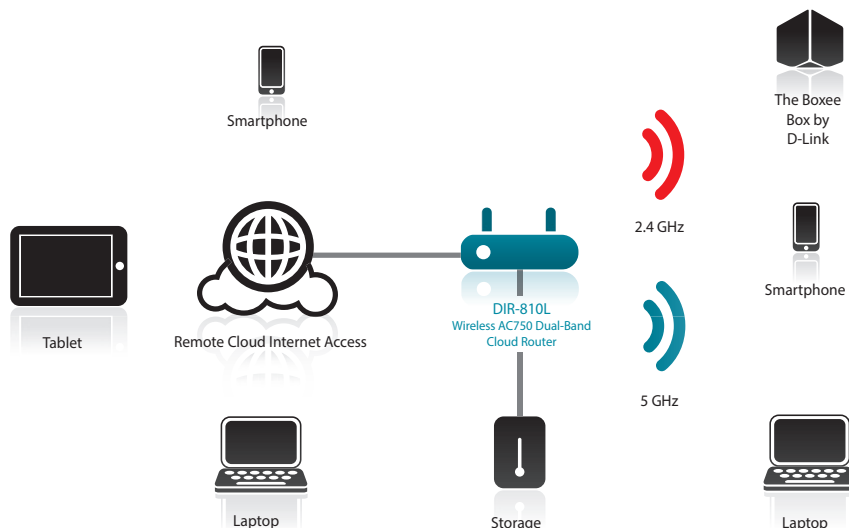 Smartphone
The Boxee
Box by
D-Link
2.4 GHz
Tablet
Remote Cloud Internet Access
DIR-810L
Wireless AC750 Dual-Band
Cloud Router
Smartphone
5 GHz
Laptop
Storage
Laptop